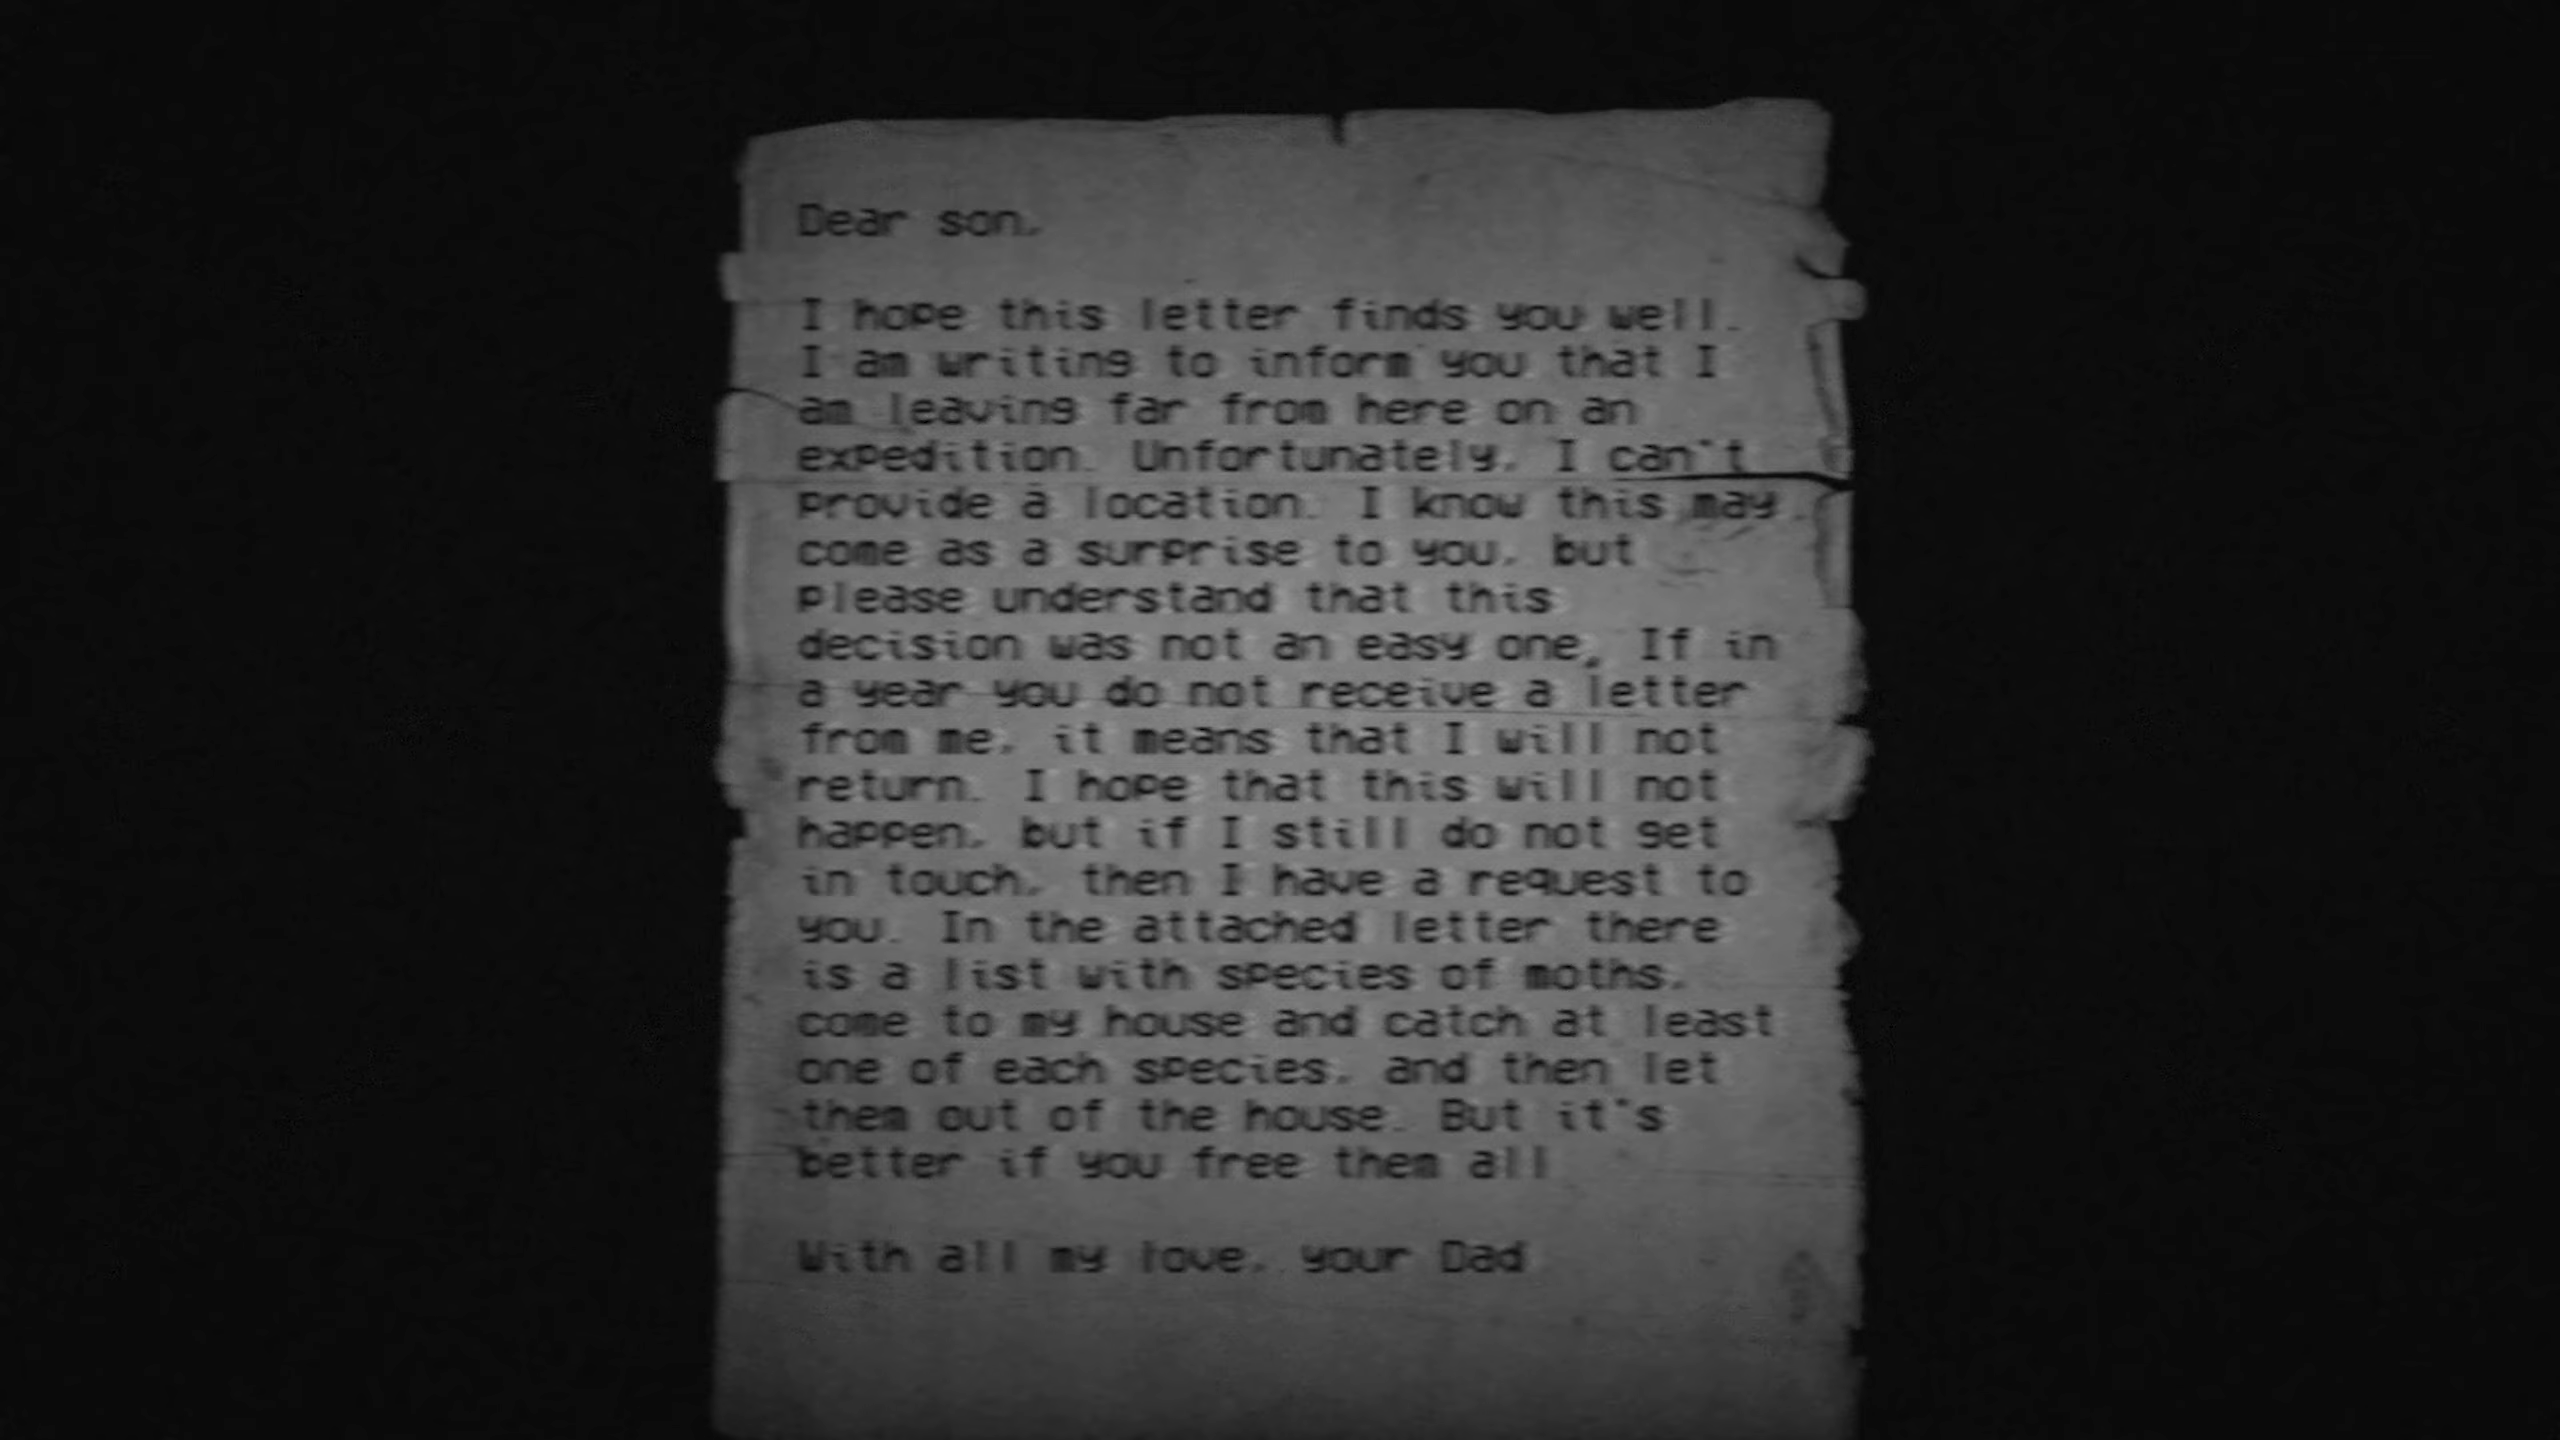 Dear son,
I hope this letter finds you well.
I am writing to inform you that I
am leaving far from here on an
expedition. Unfortunately, I can't
provide a location. I know this may
come as a surprise to you, but
please understand that this
decision was not an easy one, If in
a year you do not receive a letter
from me, it means that I will not
return. I hope that this will not
happen, but if I still do not get
in touch, then I have a request to
you. In the attached letter there
is a list with species of moths,
come to my house and catch at least
one of each species, and then let
them out of the house. But it's
better if you free them all
With all my love, your Dad